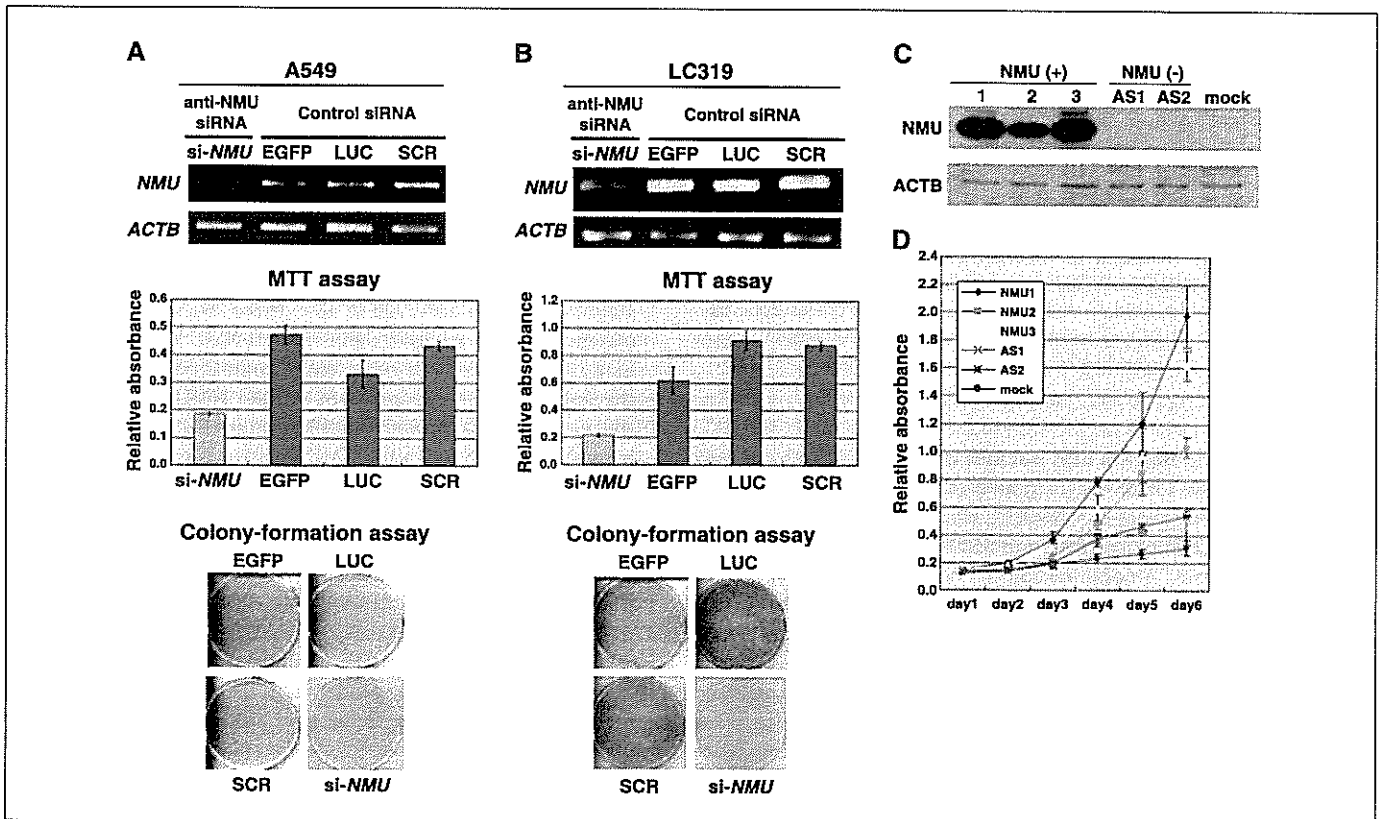 A
A549
anti-NMU
siRNA
Control siRNA
si-NMU EGFP LUC SCR
NMU
ACTB
MTT assay
Relative absorbance
0.6
0.5
0.4
0.3
0.2
0.1
0.0
si-NMU EGFP LUC SCR
Colony-formation assay
EGFP LUC
SCR si-NMU
B
LC319
anti-NMU
siRNA
Control siRNA
si-NMU EGFP LUC SCR
NMU
ACTB
MTT assay
Relative absorbance
1.2
1.0
0.8
0.6
0.4
0.2
0.0
si-NMU EGFP LUC SCR
Colony-formation assay
EGFP LUC
SCR si-NMU
C
NMU (+) NMU (-)
1 2 3 AS1 AS2 mock
NMU
ACTB
D
Relative absorbance
2.4
2.2
2.0
1.8
1.6
1.4
1.2
1.0
0.8
0.6
0.4
0.2
0.0
NMU1
NMU2
NMU3
AS1
AS2
mock
day1 day2 day3 day4 day5 day6